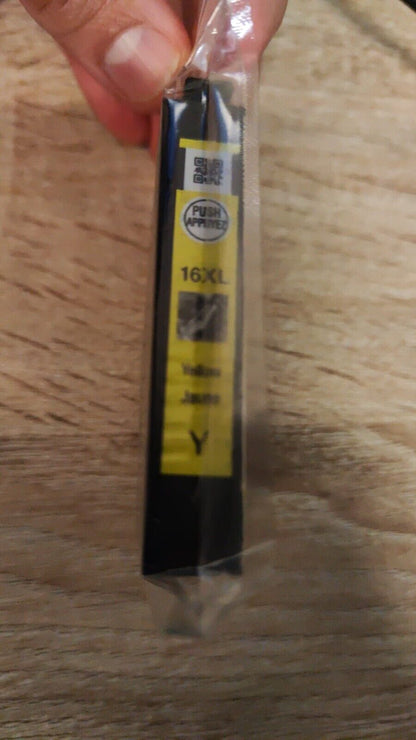 PUSH
APPUYEZ
16XL
Yellow
Jaune
Y